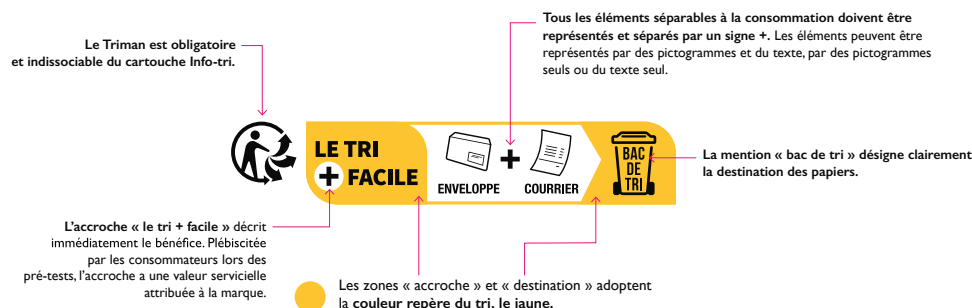 Tous les éléments séparables à la consommation doivent être
représentés et séparés par un signe +. Les éléments peuvent être
représentés par des pictogrammes et du texte, par des pictogrammes
seuls ou du texte seul.
Le Triman est obligatoire
et indissociable du cartouche Info-tri.
LE TRI
+ FACILE
ENVELOPPE
+
COURRIER
BAC
DE
TRI
La mention « bac de tri » désigne clairement
la destination des papiers.
L’accroche « le tri + facile » décrit
immédiatement le bénéfice. Plébiscitée
par les consommateurs lors des
pré-tests, l’accroche a une valeur servicielle
attribuée à la marque.
Les zones « accroche » et « destination » adoptent
la couleur repère du tri, le jaune.